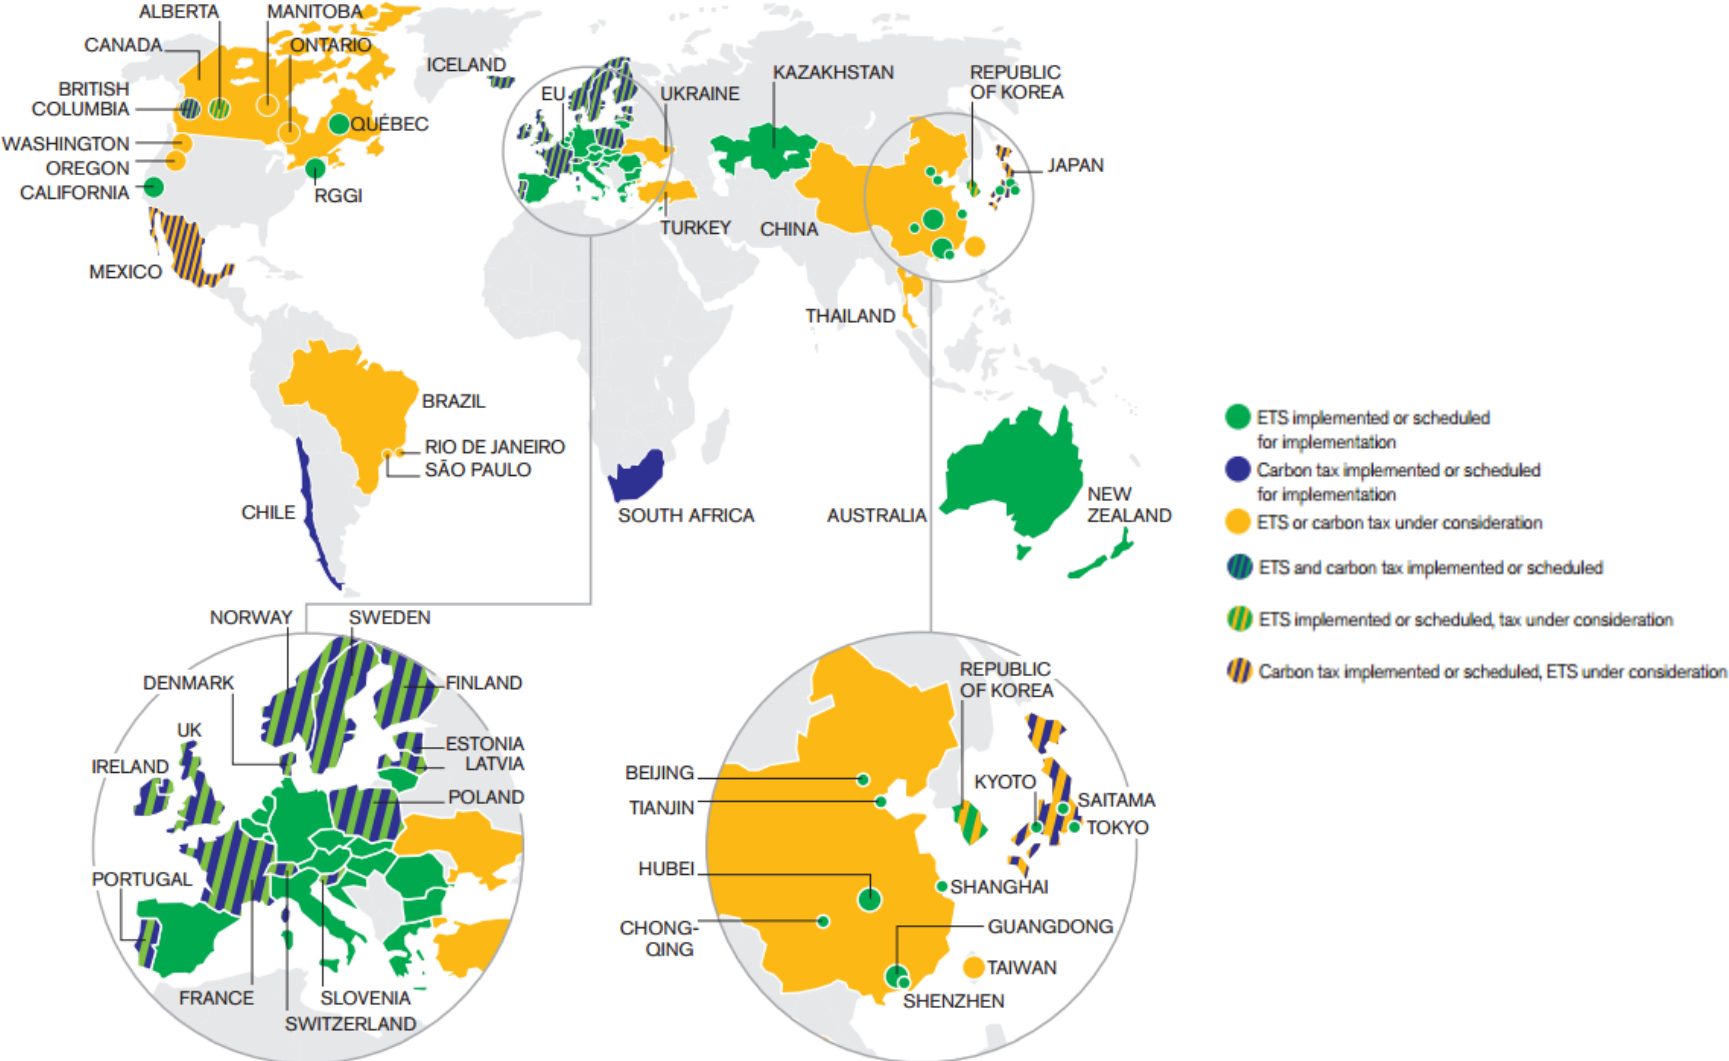 ALBERTA
MANITOBA
CANADA
ONTARIO
BRITISH
COLUMBIA
QUÉBEC
WASHINGTON
OREGON
CALIFORNIA
RGGI
MEXICO
ICELAND
EU
UKRAINE
KAZAKHSTAN
REPUBLIC
OF KOREA
JAPAN
TURKEY
CHINA
THAILAND
BRAZIL
RIO DE JANEIRO
SÃO PAULO
CHILE
SOUTH AFRICA
AUSTRALIA
NEW
ZEALAND
ETS implemented or scheduled
for implementation
Carbon tax implemented or scheduled
for implementation
ETS or carbon tax under consideration
ETS and carbon tax implemented or scheduled
ETS implemented or scheduled, tax under consideration
Carbon tax implemented or scheduled, ETS under consideration
NORWAY
SWEDEN
DENMARK
FINLAND
UK
IRELAND
ESTONIA
LATVIA
POLAND
PORTUGAL
FRANCE
SLOVENIA
SWITZERLAND
REPUBLIC
OF KOREA
BEIJING
TIANJIN
KYOTO
SAITAMA
TOKYO
HUBEI
SHANGHAI
CHONG-
QING
GUANGDONG
TAIWAN
SHENZHEN